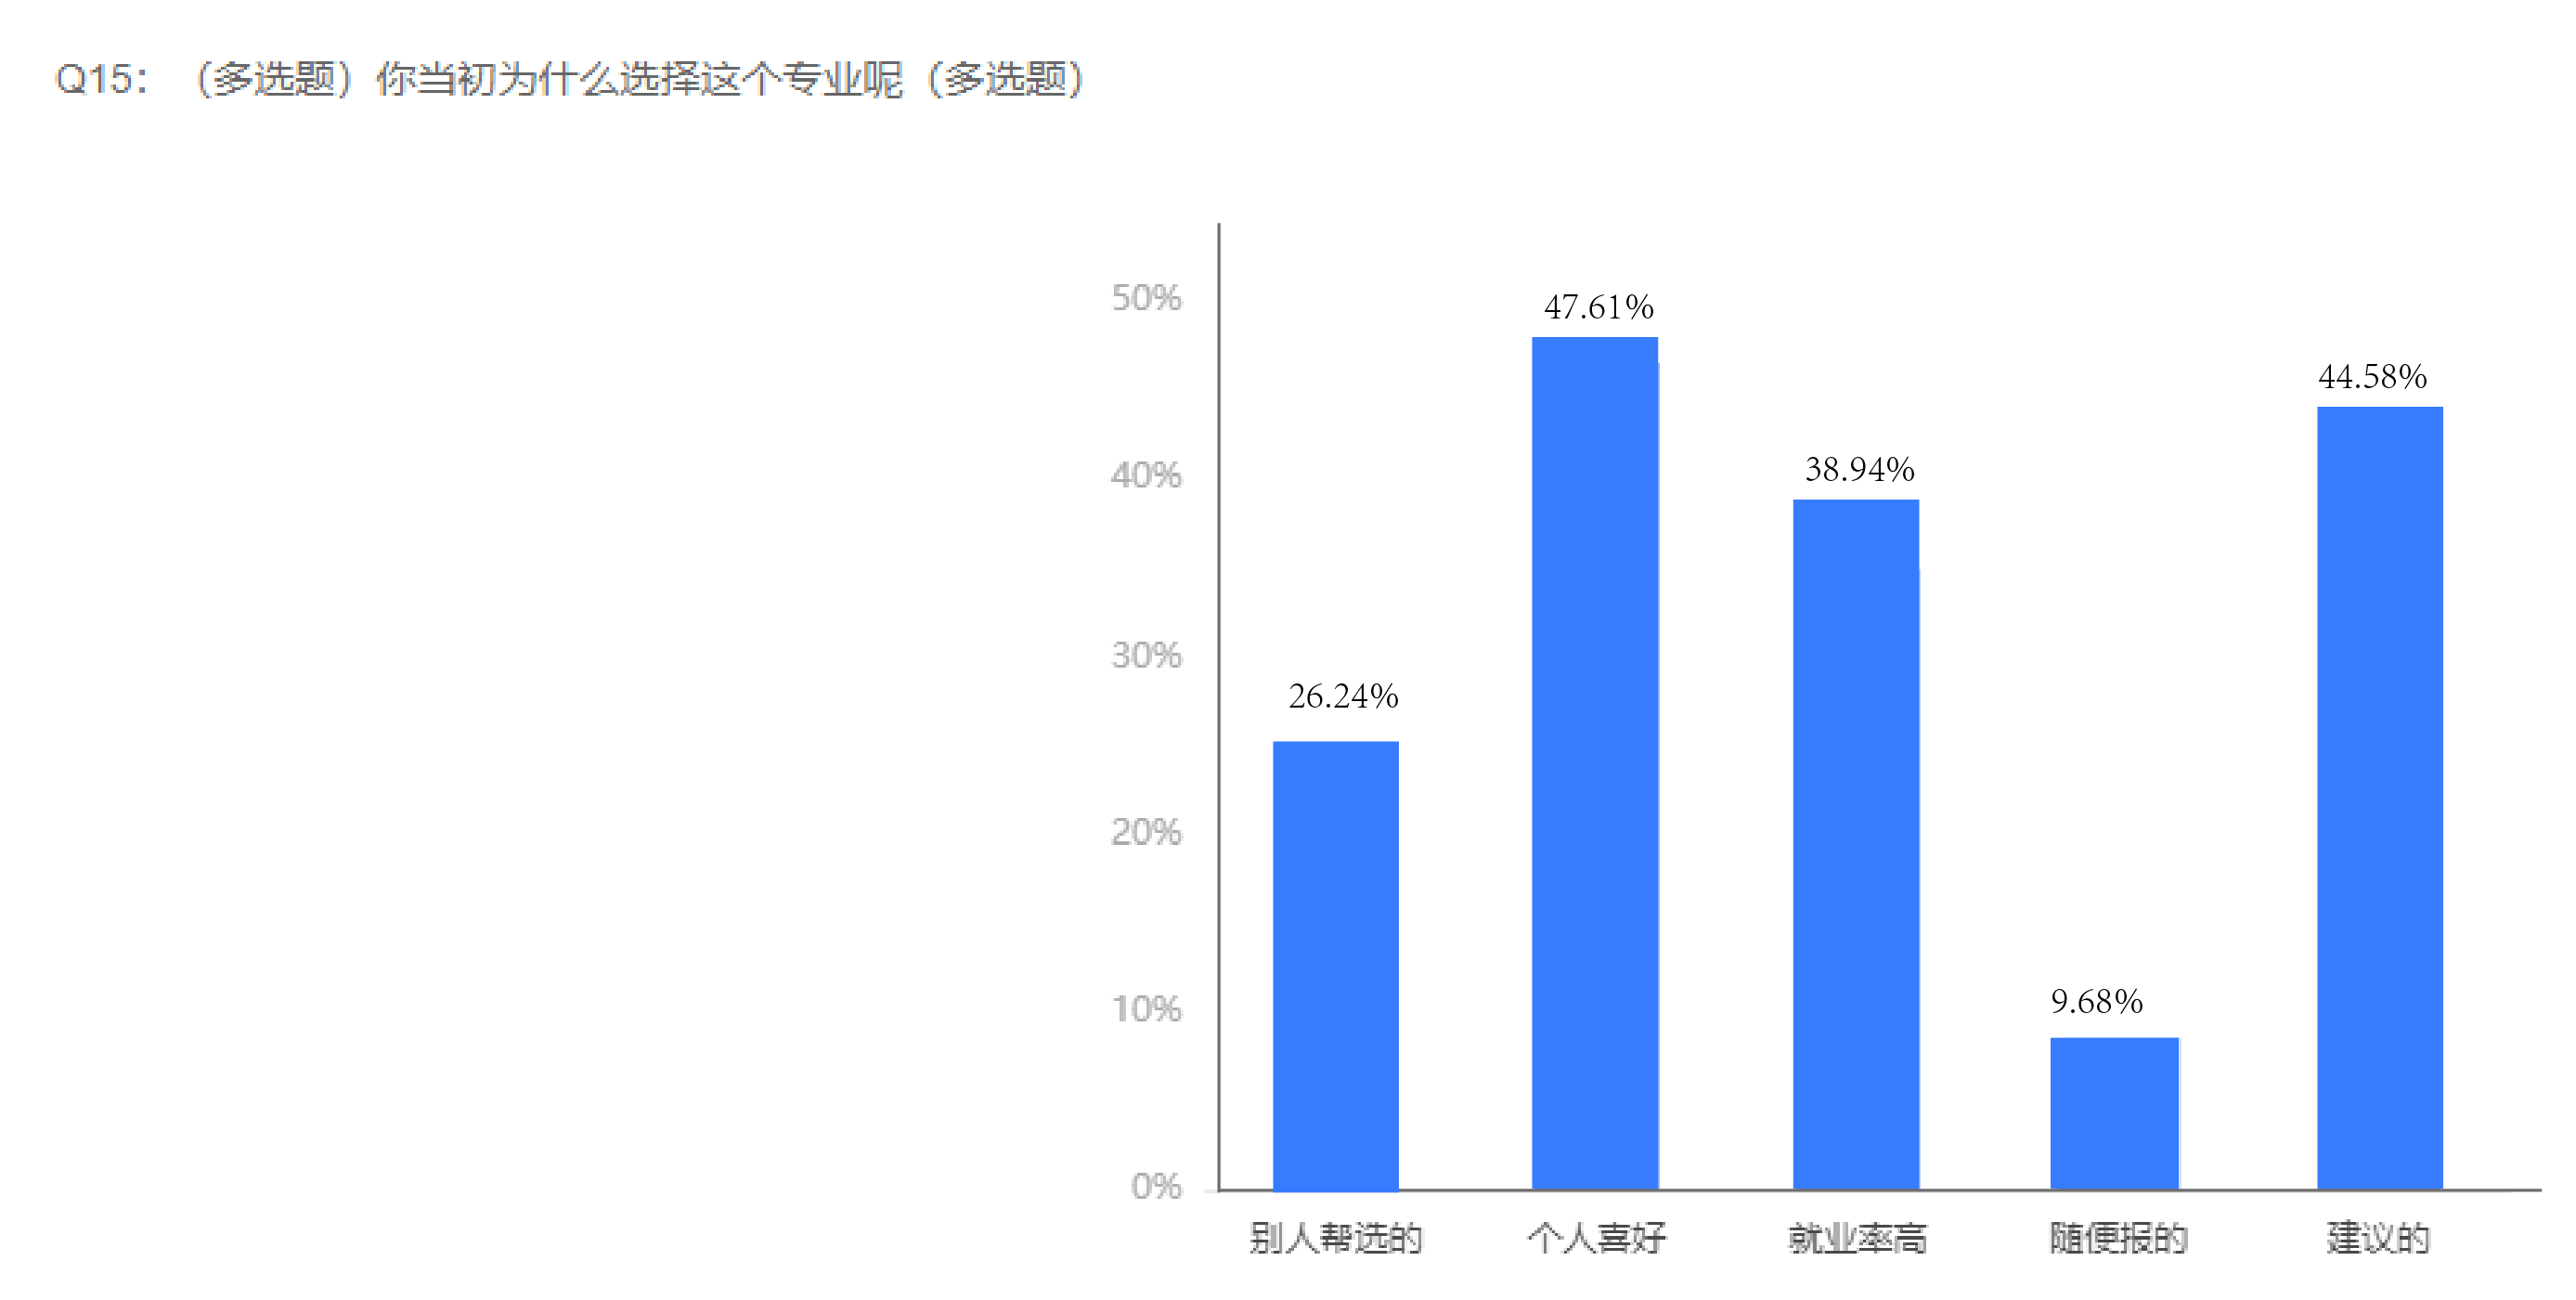 Q15：（多选题）你当初为什么选择这个专业呢（多选题）
50%
40%
30%
20%
10%
0%
26.24%
47.61%
38.94%
9.68%
44.58%
别人帮选的
个人喜好
就业率高
随便报的
建议的